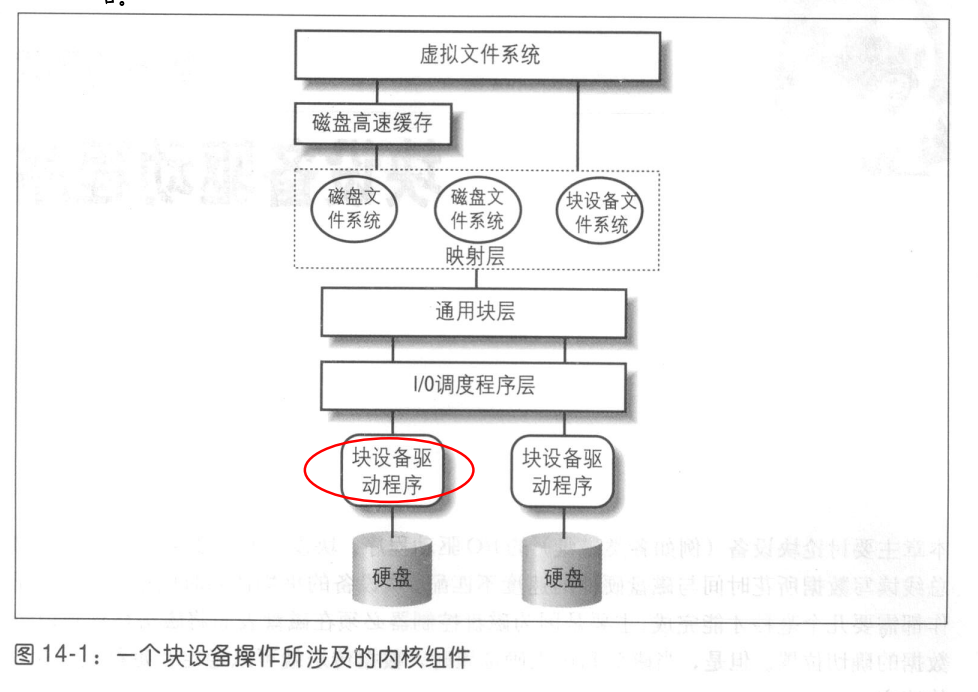 虚拟文件系统
磁盘高速缓存
磁盘文
件系统
磁盘文
件系统
块设备文
件系统
映射层
通用块层
I/O调度程序层
块设备驱
动程序
块设备驱
动程序
硬盘
硬盘
图 14-1：一个块设备操作所涉及的内核组件